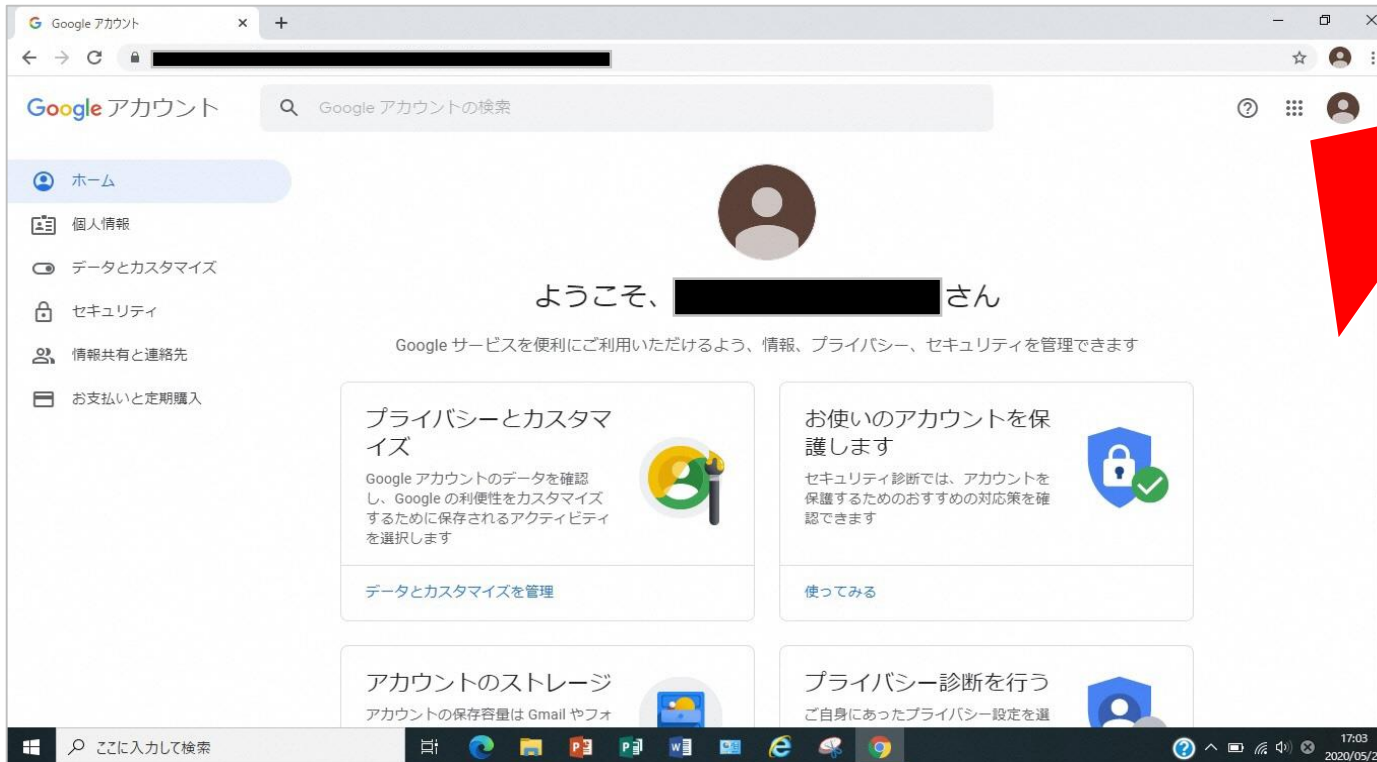 Google アカウント
Google アカウント
Google アカウントの検索
ホーム
個人情報
データとカスタマイズ
セキュリティ
情報共有と連絡先
お支払いと定期購入
ようこそ、
さん
Google サービスを便利にご利用いただけるよう、情報、プライバシー、セキュリティを管理できます
プライバシーとカスタマ
イズ
Google アカウントのデータを確認
し、Google の利便性をカスタマイズ
するために保存されるアクティビティ
を選択します
データとカスタマイズを管理
お使いのアカウントを保
護します
セキュリティ診断では、アカウントを
保護するためのおすすめの対応策を確
認できます
使ってみる
アカウントのストレージ
アカウントの保存容量は Gmail やフォ
プライバシー診断を行う
ご自身にあったプライバシー設定を選
ここに入力して検索
17:03
2020/05/2